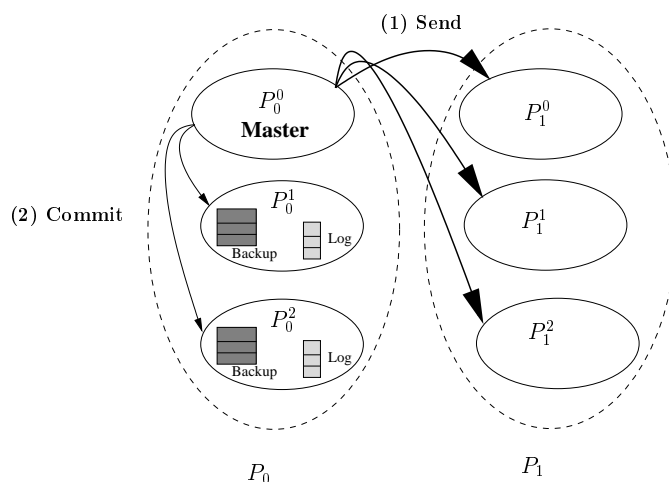 (1) Send
P_0^0
Master
P_1^0
P_0^1
Backup
Log
P_1^1
(2) Commit
P_0^2
Backup
Log
P_1^2
P_0
P_1